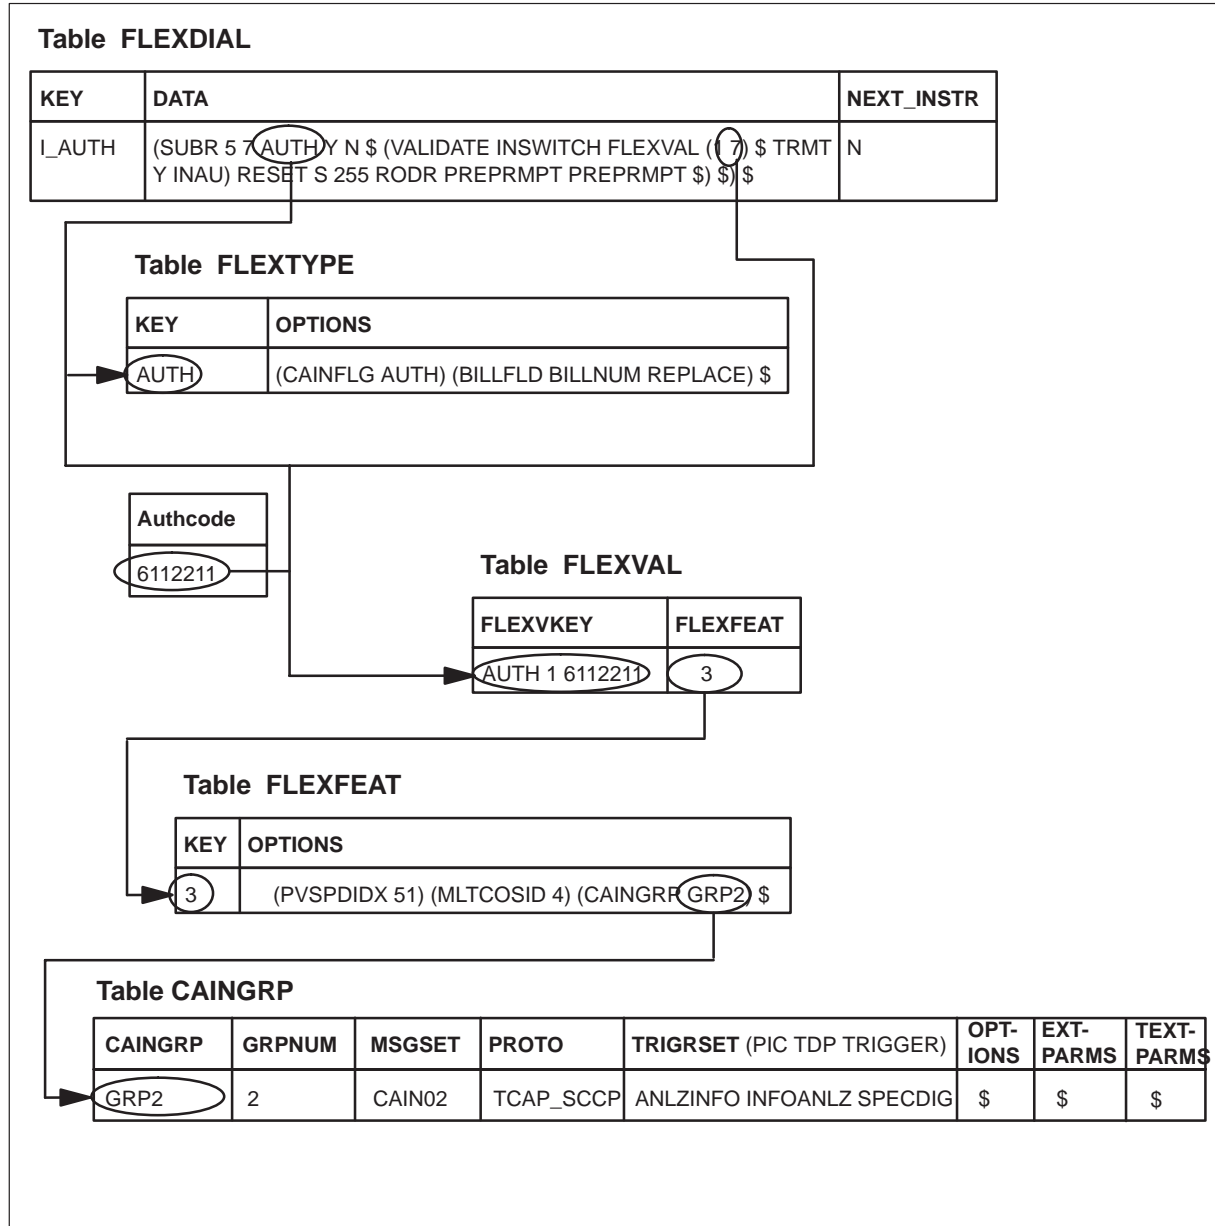 Table FLEXDIAL
KEY DATA NEXT_INSTR
I_AUTH (SUBR 5 7 AUTH Y N $ (VALIDATE INSWITCH FLEXVAL (1 7) $ TRMT N
Y INAU) RESET S 255 RODR PREPRMPT PREPRMPT $) $) $
Table FLEXTYPE
KEY OPTIONS
AUTH (CAINFLG AUTH) (BILLFLD BILLNUM REPLACE) $
Authcode
6112211
Table FLEXVAL
FLEXVKEY FLEXFEAT
AUTH 1 6112211 3
Table FLEXFEAT
KEY OPTIONS
3 (PVSPDIDX 51) (MLTCOSID 4) (CAINGRP GRP2) $
Table CAINGRP
CAINGRP GRPNUM MSGSET PROTO TRIGRSET (PIC TDP TRIGGER) OPT- EXT- TEXT-
IONS PARMS PARMS
GRP2 2 CAIN02 TCAP_SCCP ANLZINFO INFOANLZ SPECDIG $ $ $